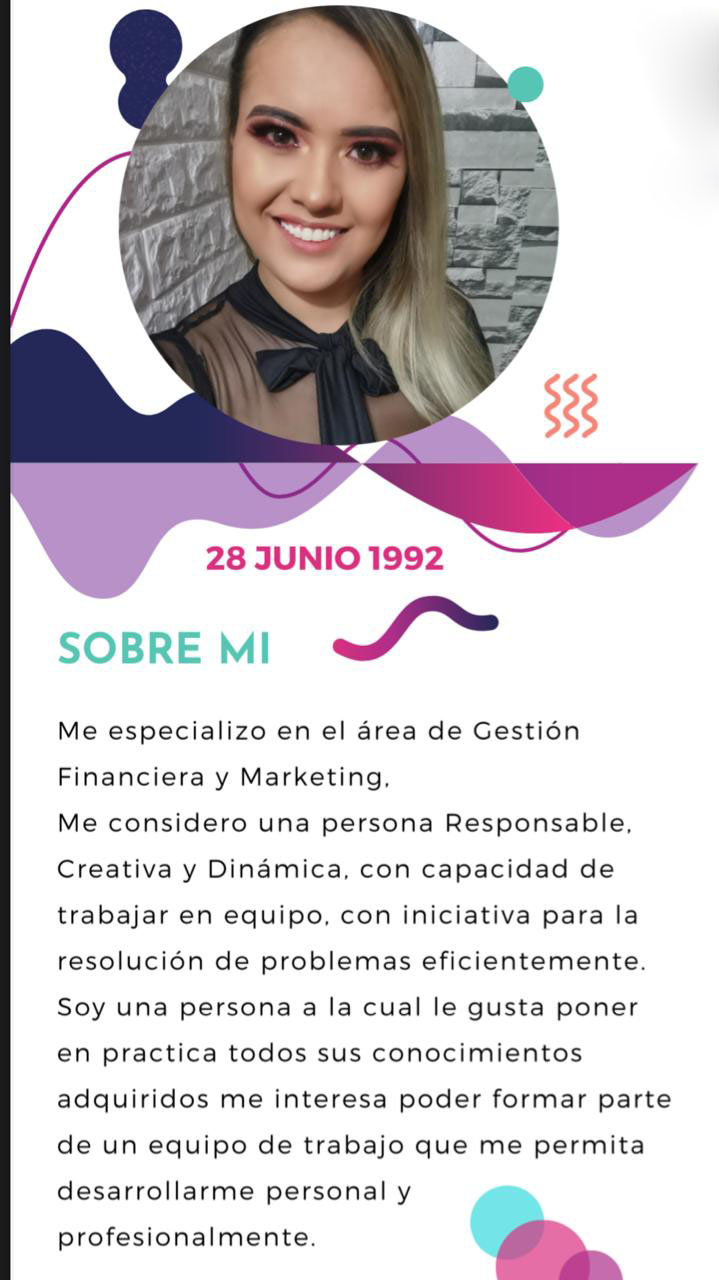 28 JUNIO 1992
SOBRE MI
Me especializo en el área de Gestión
Financiera y Marketing,
Me considero una persona Responsable,
Creativa y Dinámica, con capacidad de
trabajar en equipo, con iniciativa para la
resolución de problemas eficientemente.
Soy una persona a la cual le gusta poner
en practica todos sus conocimientos
adquiridos me interesa poder formar parte
de un equipo de trabajo que me permita
desarrollarme personal y
profesionalmente.